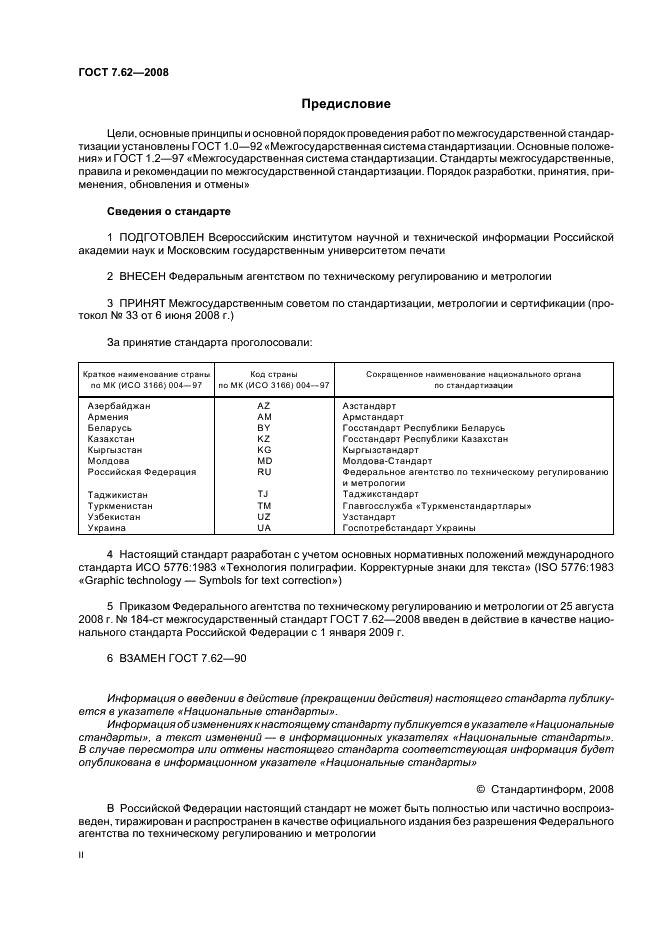 ГОСТ 7.62—2008
Предисловие
Цели, основные принципы и основной порядок проведения работ по межгосударственной стандар-
тизации установлены ГОСТ 1.0—92 «Межгосударственная система стандартизации. Основные положе-
ния» и ГОСТ 1.2—97 «Межгосударственная система стандартизации. Стандарты межгосударственные,
правила и рекомендации по межгосударственной стандартизации. Порядок разработки, принятия, при-
менения, обновления и отмены»
Сведения о стандарте
1 ПОДГОТОВЛЕН Всероссийским институтом научной и технической информации Российской
академии наук и Московским государственным университетом печати
2 ВНЕСЕН Федеральным агентством по техническому регулированию и метрологии
3 ПРИНЯТ Межгосударственным советом по стандартизации, метрологии и сертификации (про-
токол № 33 от 6 июня 2008 г.)
За принятие стандарта проголосовали:
Краткое наименование страны
по МК (ИСО 3166) 004—97
Код страны
по МК (ИСО 3166) 004—97
Сокращенное наименование национального органа
по стандартизации
Азербайджан AZ Азстандарт
Армения AM Армстандарт
Беларусь BY Госстандарт Республики Беларусь
Казахстан KZ Госстандарт Республики Казахстан
Кыргызстан KG Кыргызстандарт
Молдова MD Молдова-Стандарт
Российская Федерация RU Федеральное агентство по техническому регулированию
и метрологии
Таджикистан TJ Таджикстандарт
Туркменистан TM Главгосслужба «Туркменстандартлары»
Узбекистан UZ Узстандарт
Украина UA Госпотребстандарт Украины
4 Настоящий стандарт разработан с учетом основных нормативных положений международного
стандарта ИСО 5776:1983 «Технология полиграфии. Корректурные знаки для текста» (ISO 5776:1983
«Graphic technology — Symbols for text correction»)
5 Приказом Федерального агентства по техническому регулированию и метрологии от 25 августа
2008 г. № 184-ст межгосударственный стандарт ГОСТ 7.62—2008 введен в действие в качестве нацио-
нального стандарта Российской Федерации с 1 января 2009 г.
6 ВЗАМЕН ГОСТ 7.62—90
Информация о введении в действие (прекращении действия) настоящего стандарта публику-
ется в указателе «Национальные стандарты».
Информация об изменениях к настоящему стандарту публикуется в указателе «Национальные
стандарты», а текст изменений — в информационных указателях «Национальные стандарты».
В случае пересмотра или отмены настоящего стандарта соответствующая информация будет
опубликована в информационном указателе «Национальные стандарты»
© Стандартинформ, 2008
В Российской Федерации настоящий стандарт не может быть полностью или частично воспроиз-
веден, тиражирован и распространен в качестве официального издания без разрешения Федерального
агентства по техническому регулированию и метрологии
II